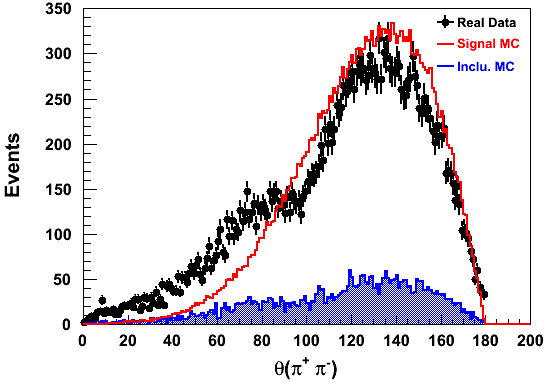 350
300
250
200
150
100
50
0
Events
Real Data
Signal MC
Inclu. MC
0 20 40 60 80 100 120 140 160 180 200
θ(π⁺ π⁻)